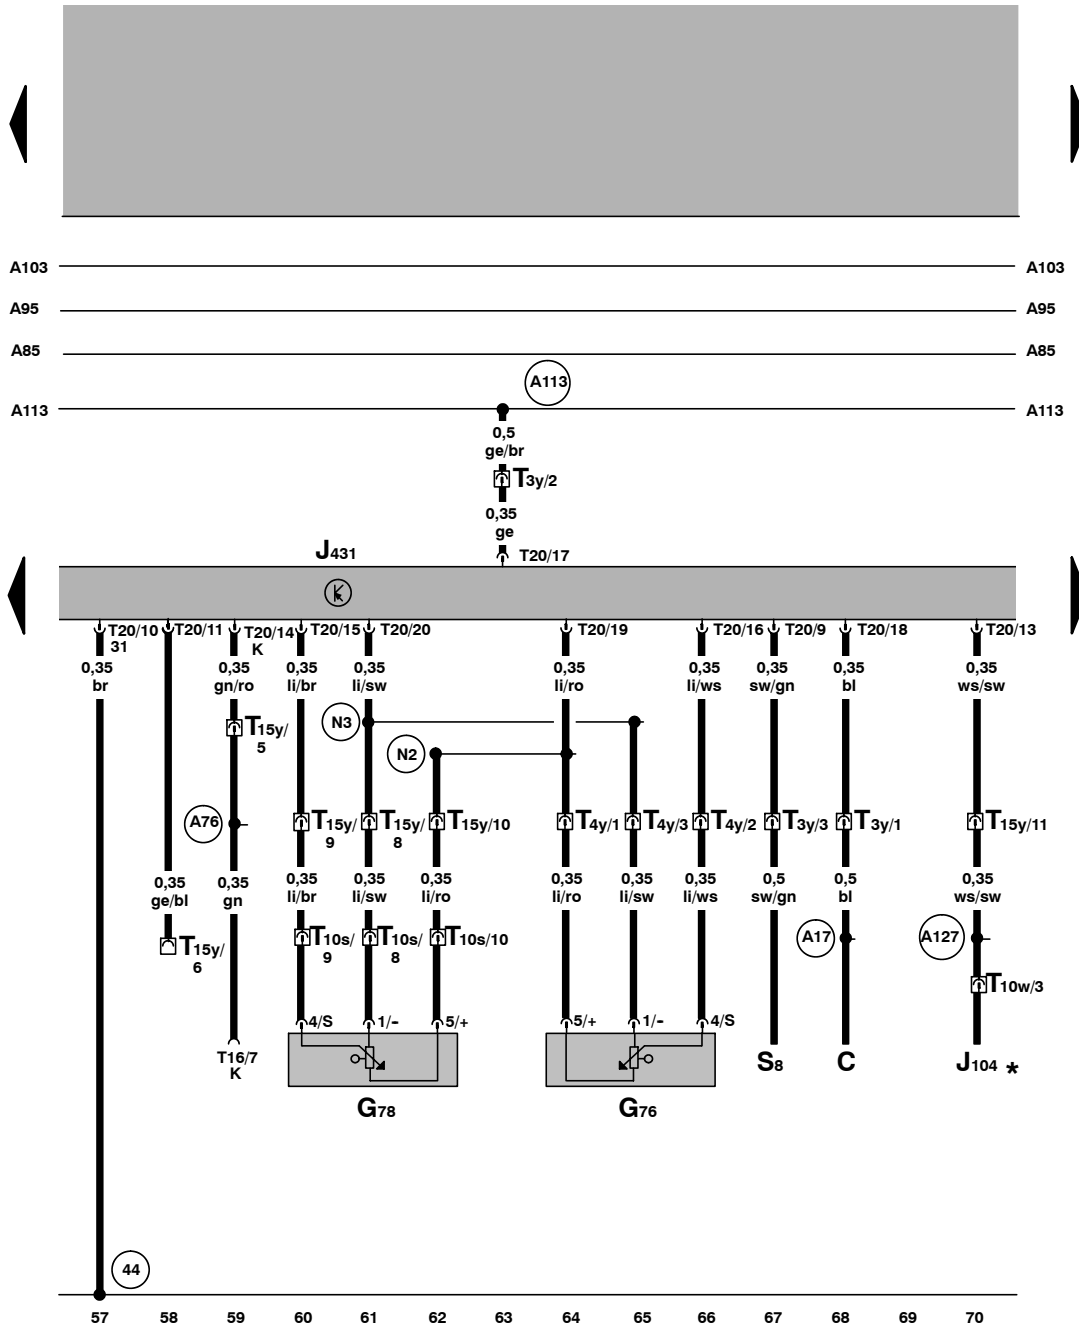 A103 A103
A95 A95
A85 A85
A113
A113 A113
0,5
ge/br
T3y/2
0,35
ge
J431 T20/17
T20/10 T20/11 T20/14 T20/15 T20/20 T20/19 T20/16 T20/9 T20/18 T20/13
31 K
0,35 0,35 0,35 0,35 0,35 0,35 0,35 0,35 0,35
br gn/ro li/br li/sw li/ro li/ws sw/gn bl ws/sw
N3
T15y/
5
N2
A76 T15y/ T15y/ T15y/10 T4y/1 T4y/3 T4y/2 T3y/3 T3y/1 T15y/11
9 8
0,35 0,35 0,35 0,35 0,35 0,35 0,35 0,35 0,5 0,5 0,35
ge/bl gn li/br li/sw li/ro li/ro li/sw li/ws sw/gn bl ws/sw
T15y/ T10s/ T10s/ T10s/10 A17 A127
6 9 8
T10w/3
4/S 1/- 5/+ 5/+ 1/- 4/S
T16/7 S8 C J104 *
K
G78 G76
44
57 58 59 60 61 62 63 64 65 66 67 68 69 70